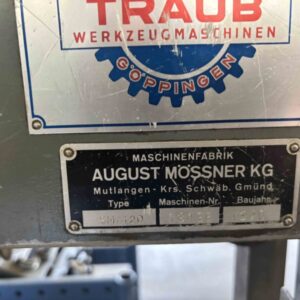 TRAUB
WERKZEUGMASCHINEN
GÖPPINGEN
MASCHINENFABRIK
AUGUST MÖSSNER KG
Mutlangen - Krs. Schwäb. Gmünd
Type Maschinen-Nr. Baujahr